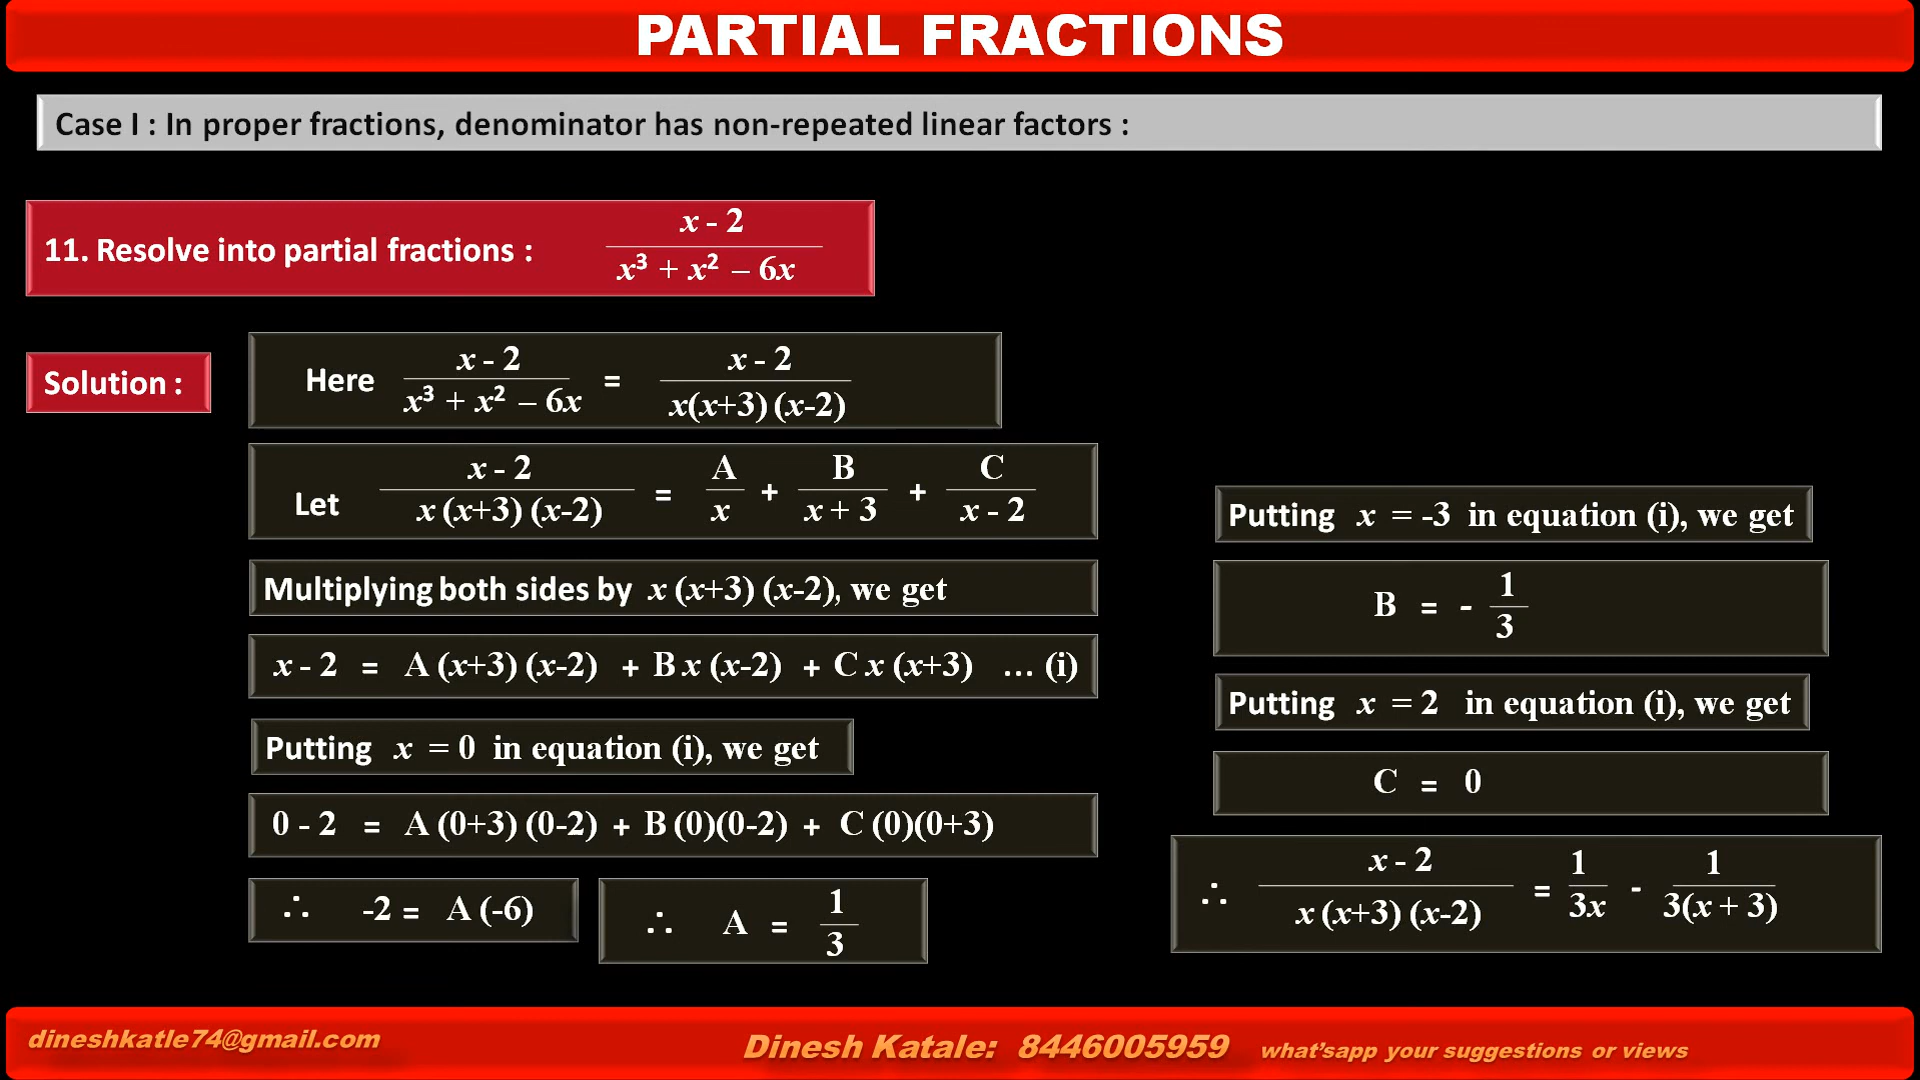 PARTIAL FRACTIONS
Case I : In proper fractions, denominator has non-repeated linear factors :
11. Resolve into partial fractions : x - 2 / x³ + x² – 6x
Solution :
Here x - 2 / x³ + x² – 6x = x - 2 / x(x+3) (x-2)
Let x - 2 / x (x+3) (x-2) = A / x + B / x + 3 + C / x - 2
Multiplying both sides by x (x+3) (x-2), we get
x - 2 = A (x+3) (x-2) + B x (x-2) + C x (x+3) ... (i)
Putting x = 0 in equation (i), we get
0 - 2 = A (0+3) (0-2) + B (0)(0-2) + C (0)(0+3)
∴ -2 = A (-6)
∴ A = 1 / 3
Putting x = -3 in equation (i), we get
B = - 1 / 3
Putting x = 2 in equation (i), we get
C = 0
∴ x - 2 / x (x+3) (x-2) = 1 / 3x - 1 / 3(x + 3)
dineshkatle74@gmail.com
Dinesh Katale: 8446005959 what'sapp your suggestions or views